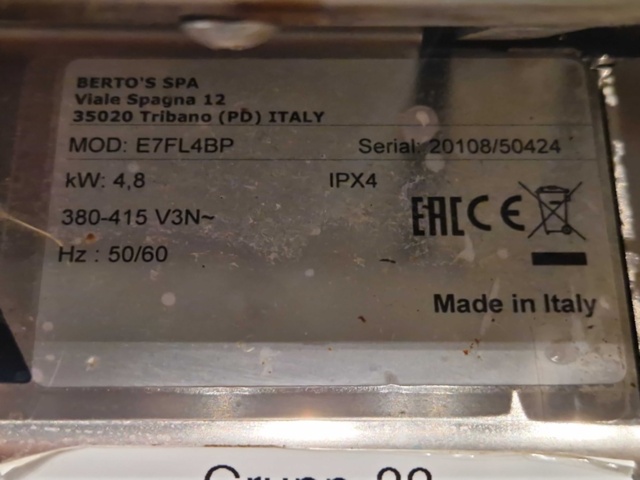 BERTO'S SPA
Viale Spagna 12
35020 Tribano (PD) ITALY
MOD: E7FL4BP Serial: 20108/50424
kW: 4,8 IPX4
380-415 V3N~
EAC CE
Hz : 50/60
Made in Italy